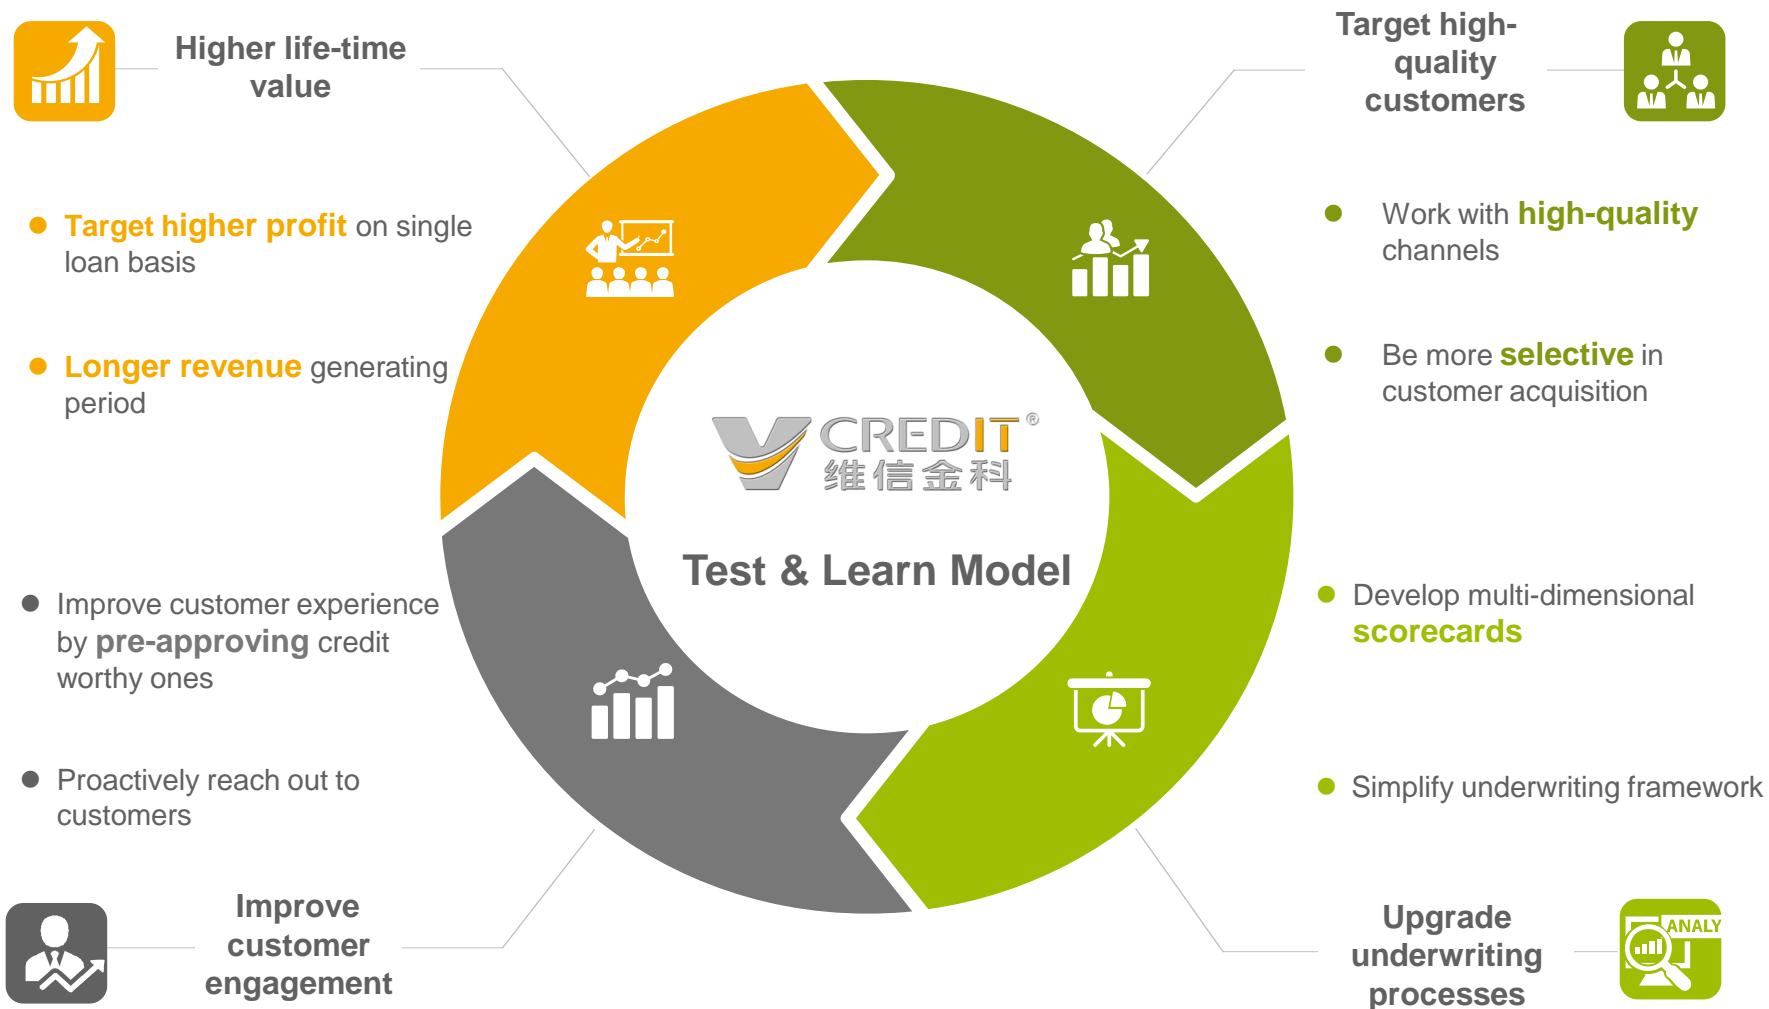 Higher life-time
value
Target higher profit on single
loan basis
Longer revenue generating
period
Target high-
quality
customers
Work with high-quality
channels
Be more selective in
customer acquisition
CREDIT®
维信金科
Test & Learn Model
Improve customer experience
by pre-approving credit
worthy ones
Proactively reach out to
customers
Improve
customer
engagement
Develop multi-dimensional
scorecards
Simplify underwriting framework
Upgrade
underwriting
processes
ANALY